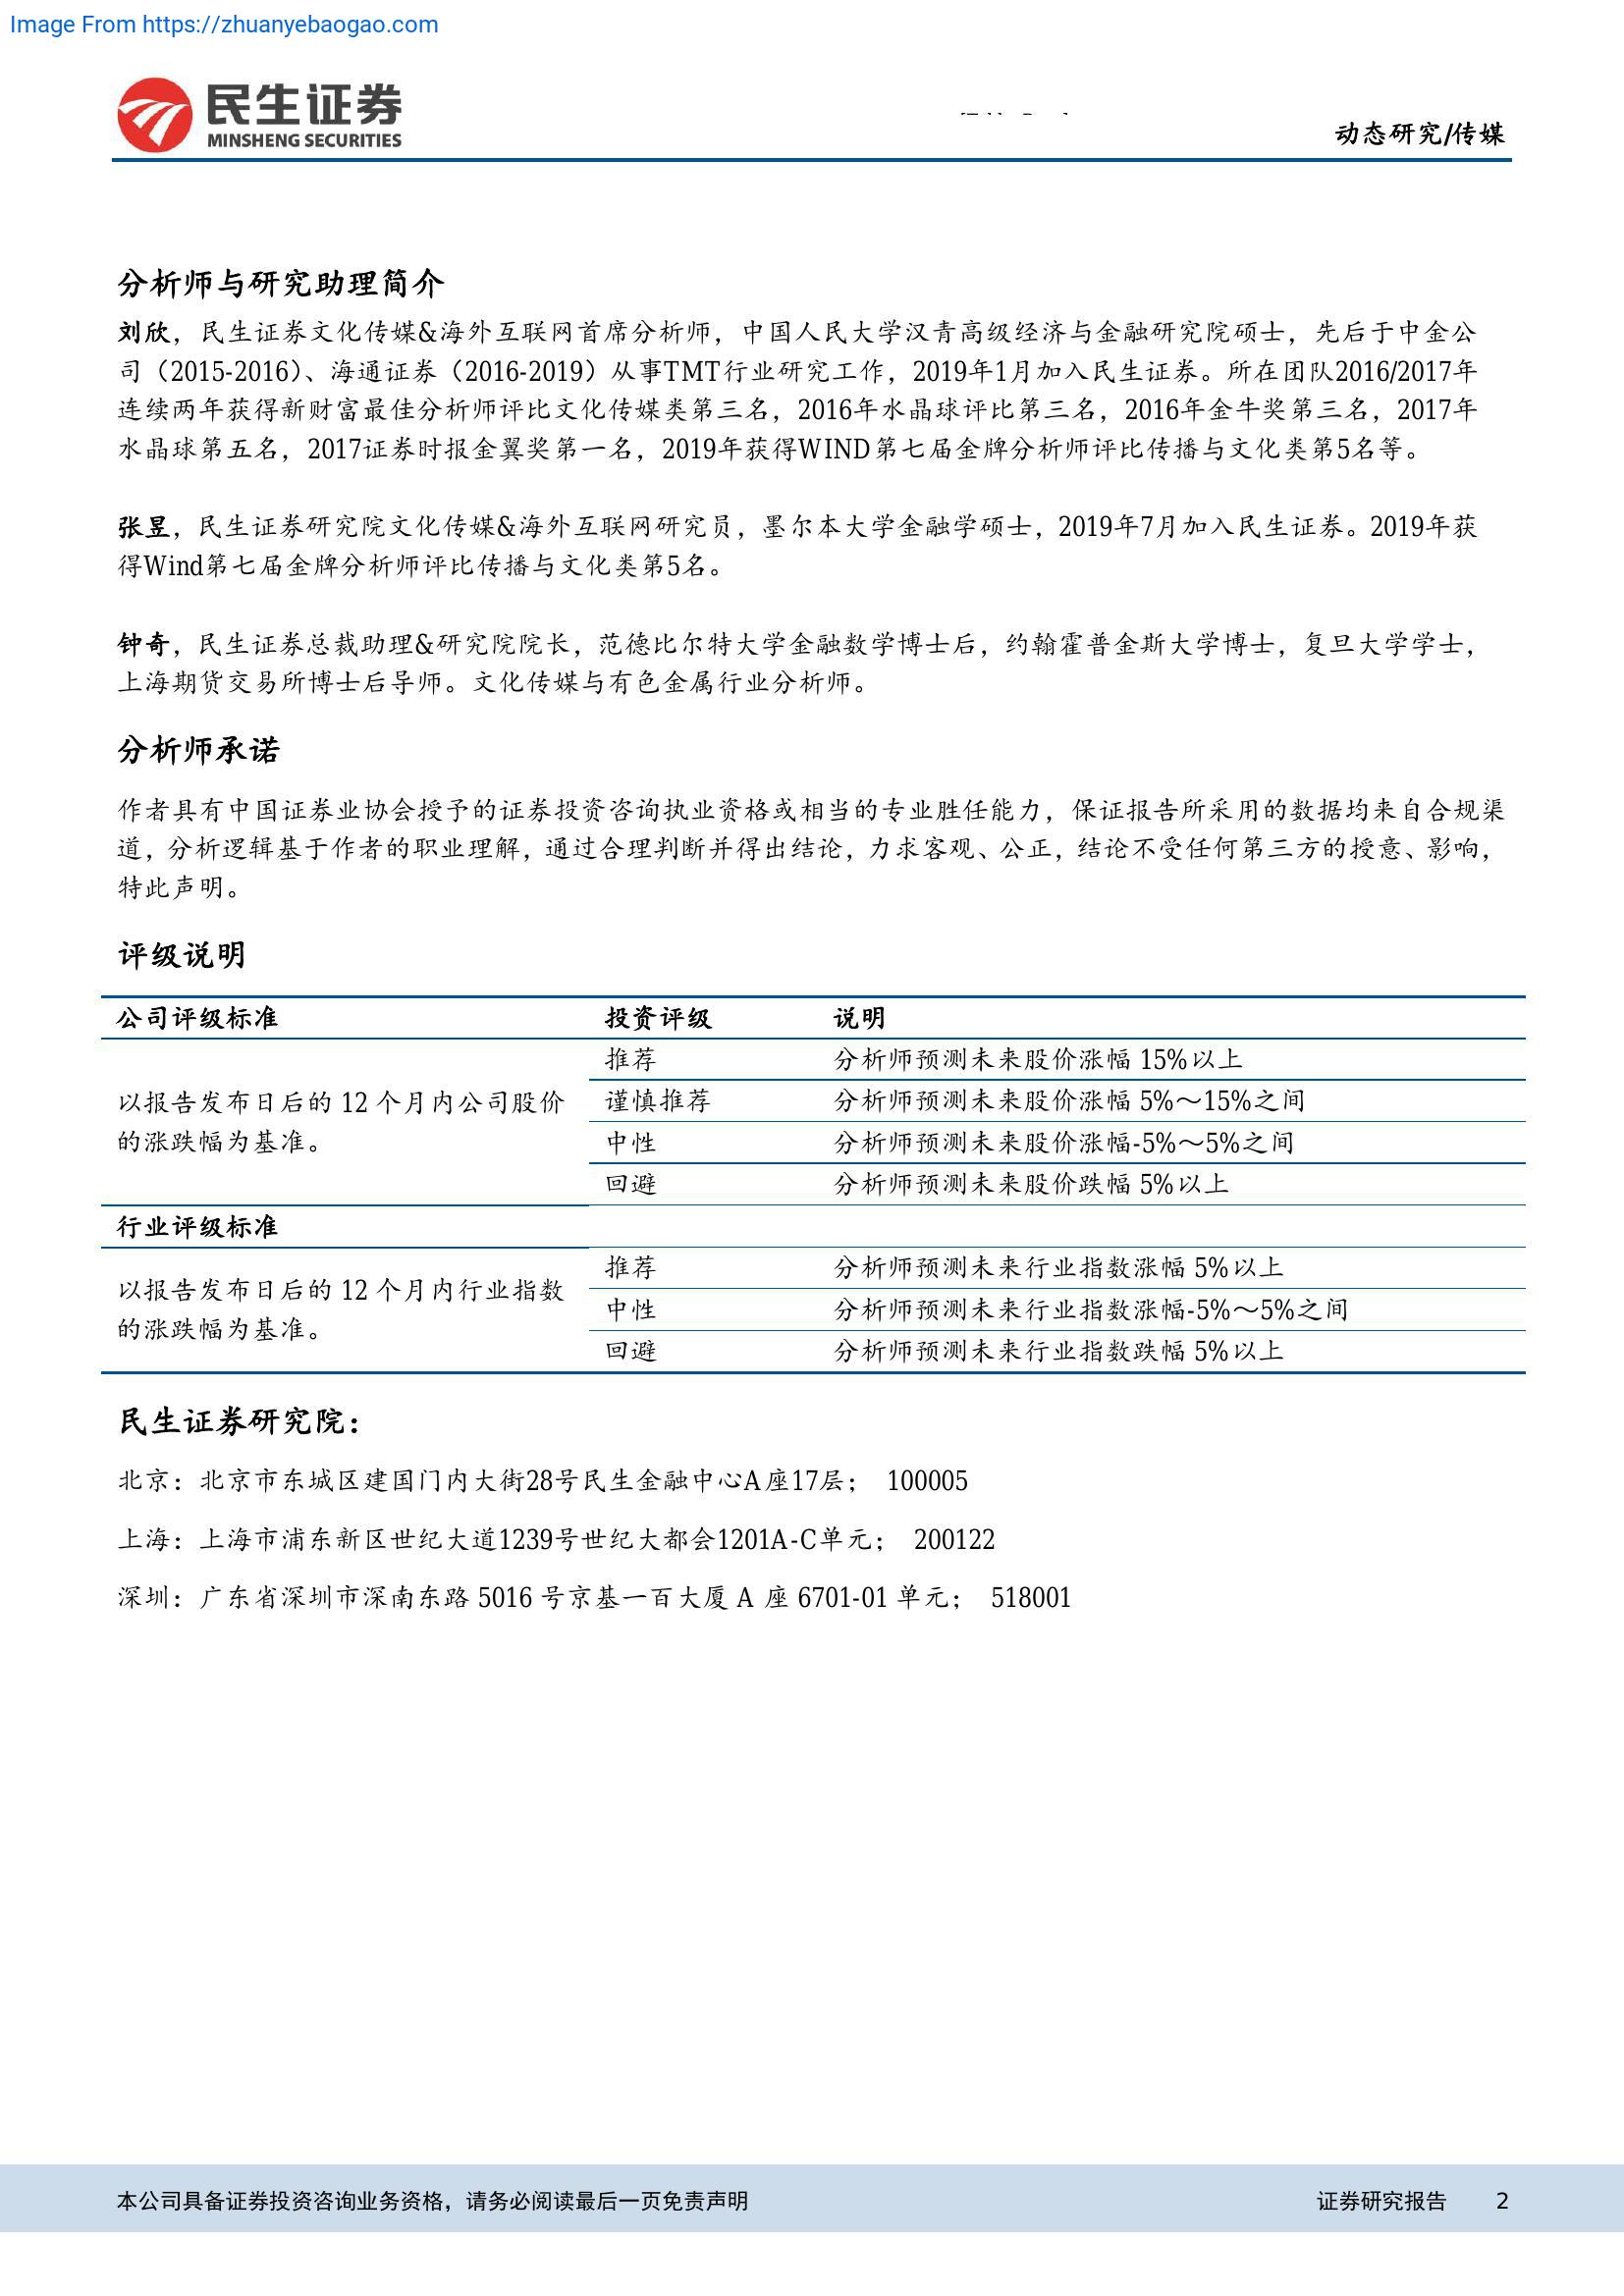 Image From https://zhuanyebaogao.com
民生证券
MINSHENG SECURITIES
动态研究/传媒
分析师与研究助理简介
刘欣，民生证券文化传媒&海外互联网首席分析师，中国人民大学汉青高级经济与金融研究院硕士，先后于中金公
司（2015-2016）、海通证券（2016-2019）从事TMT行业研究工作，2019年1月加入民生证券。所在团队2016/2017年
连续两年获得新财富最佳分析师评比文化传媒类第三名，2016年水晶球评比第三名，2016年金牛奖第三名，2017年
水晶球第五名，2017证券时报金翼奖第一名，2019年获得WIND第七届金牌分析师评比传播与文化类第5名等。
张昱，民生证券研究院文化传媒&海外互联网研究员，墨尔本大学金融学硕士，2019年7月加入民生证券。2019年获
得Wind第七届金牌分析师评比传播与文化类第5名。
钟奇，民生证券总裁助理&研究院院长，范德比尔特大学金融数学博士后，约翰霍普金斯大学博士，复旦大学学士，
上海期货交易所博士后导师。文化传媒与有色金属行业分析师。
分析师承诺
作者具有中国证券业协会授予的证券投资咨询执业资格或相当的专业胜任能力，保证报告所采用的数据均来自合规渠
道，分析逻辑基于作者的职业理解，通过合理判断并得出结论，力求客观、公正，结论不受任何第三方的授意、影响，
特此声明。
评级说明
公司评级标准 投资评级 说明
以报告发布日后的 12 个月内公司股价
的涨跌幅为基准。
推荐 分析师预测未来股价涨幅 15%以上
谨慎推荐 分析师预测未来股价涨幅 5%～15%之间
中性 分析师预测未来股价涨幅-5%～5%之间
回避 分析师预测未来股价跌幅 5%以上
行业评级标准
以报告发布日后的 12 个月内行业指数
的涨跌幅为基准。
推荐 分析师预测未来行业指数涨幅 5%以上
中性 分析师预测未来行业指数涨幅-5%～5%之间
回避 分析师预测未来行业指数跌幅 5%以上
民生证券研究院：
北京：北京市东城区建国门内大街28号民生金融中心A座17层； 100005
上海：上海市浦东新区世纪大道1239号世纪大都会1201A-C单元； 200122
深圳：广东省深圳市深南东路 5016 号京基一百大厦 A 座 6701-01 单元； 518001
本公司具备证券投资咨询业务资格，请务必阅读最后一页免责声明 证券研究报告 2